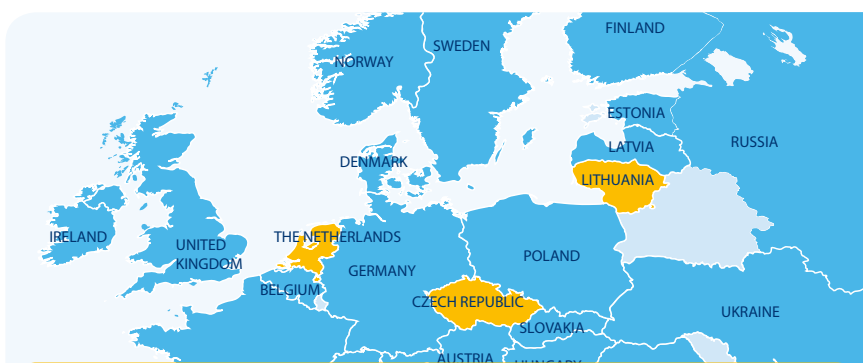 FINLAND
SWEDEN
NORWAY
ESTONIA
RUSSIA
LATVIA
DENMARK
LITHUANIA
IRELAND
THE NETHERLANDS
UNITED
KINGDOM
POLAND
GERMANY
BELGIUM
CZECH REPUBLIC
UKRAINE
SLOVAKIA
AUSTRIA
HUNGARY